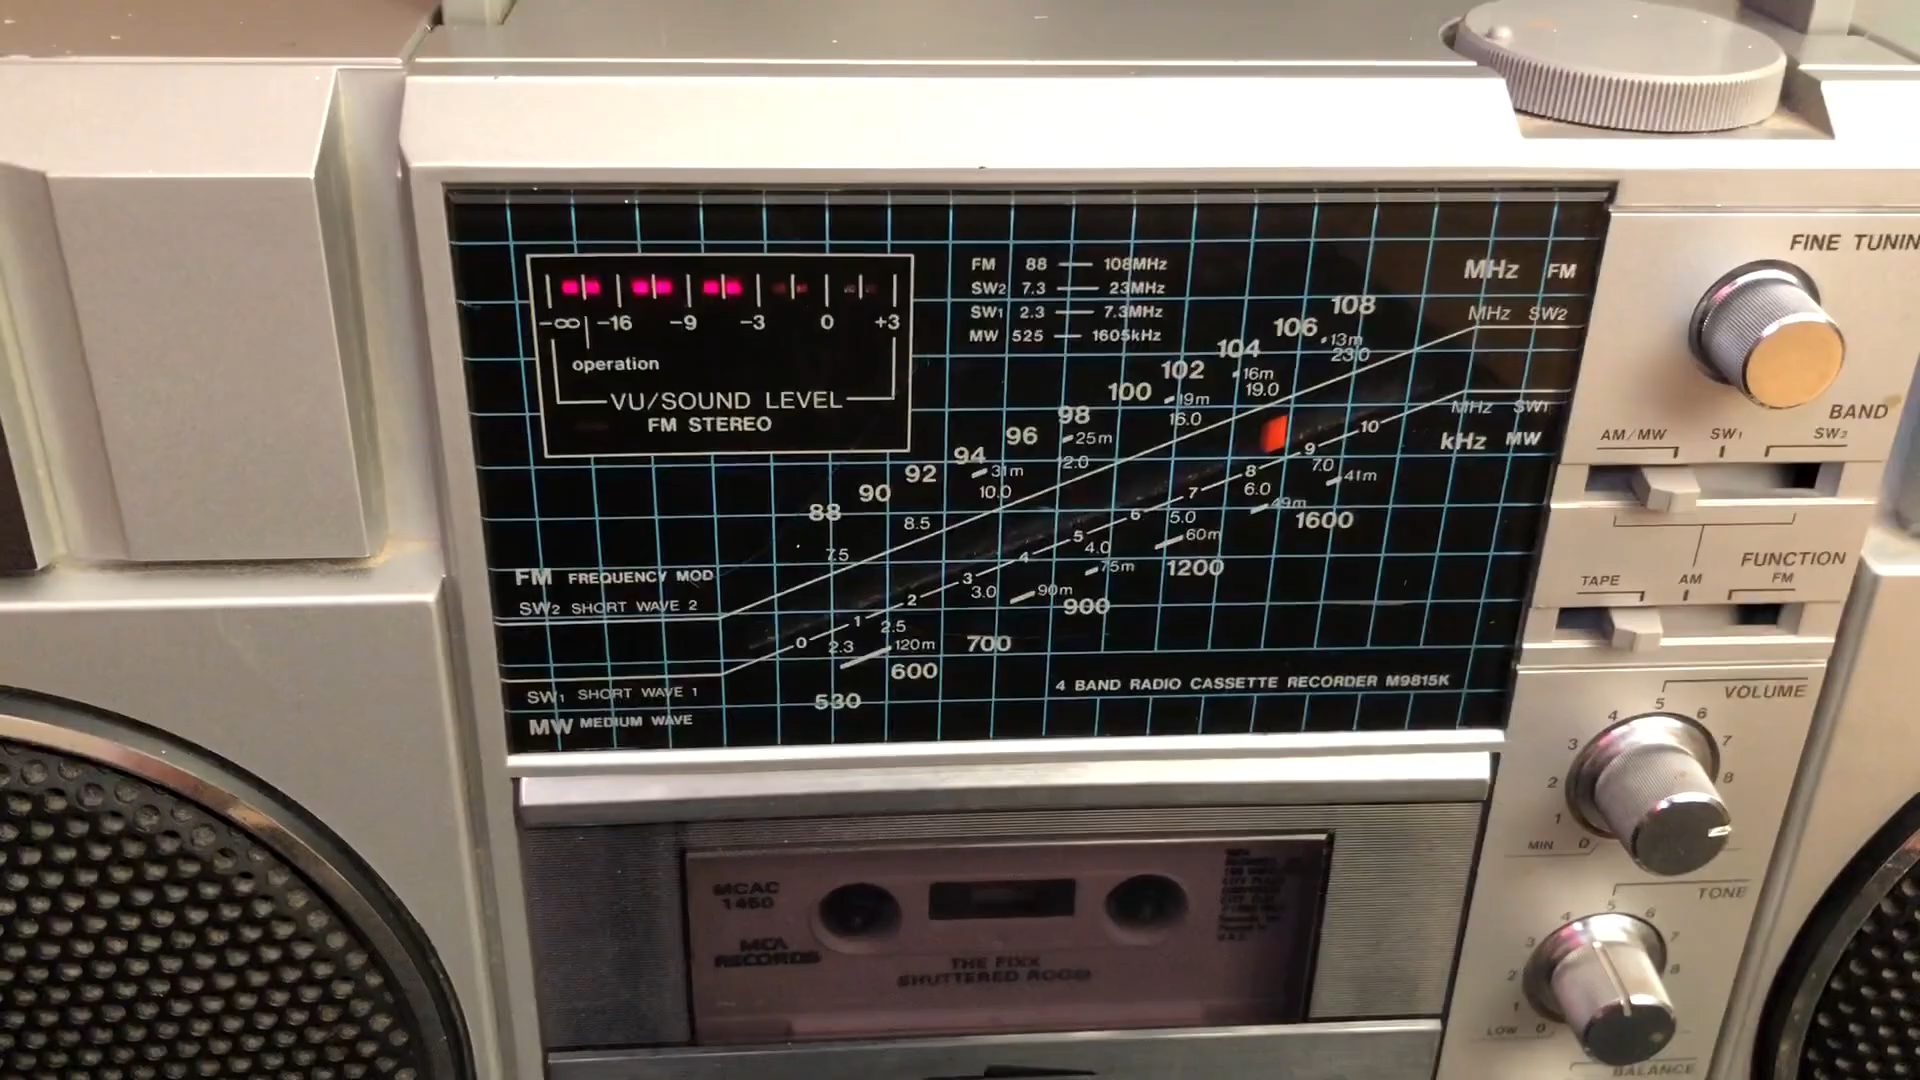 FINE TUNIN
FM 88 — 108MHz
SW2 7.3 — 23MHz
SW1 2.3 — 7.3MHz
MW 525 — 1605kHz
MHz FM
MHz SW2
-∞ -16 -9 -3 0 +3
operation
VU/SOUND LEVEL
FM STEREO
88 90 92 94 96 98 100 102 104 106 108
31m 25m 19m 16m 13m
7.5 8.5 10.0 12.0 16.0 19.0 23.0
MHz SW1
kHz MW
0 1 2 3 4 5 6 7 8 9 10
2.3 2.5 3.0 4.0 5.0 6.0 7.0
120m 90m 75m 60m 49m 41m
530 600 700 900 1200 1600
FM FREQUENCY MOD
SW2 SHORT WAVE 2
SW1 SHORT WAVE 1
MW MEDIUM WAVE
4 BAND RADIO CASSETTE RECORDER M9815K
BAND
AM/MW SW1 SW2
FUNCTION
TAPE AM FM
VOLUME
MIN 0 1 2 3 4 5 6 7 8
TONE
LOW 0 1 2 3 4 5 6 7 8
BALANCE
MCAC
1450
MCA
RECORDS
THE FIXX
SHUTTERED ROOM